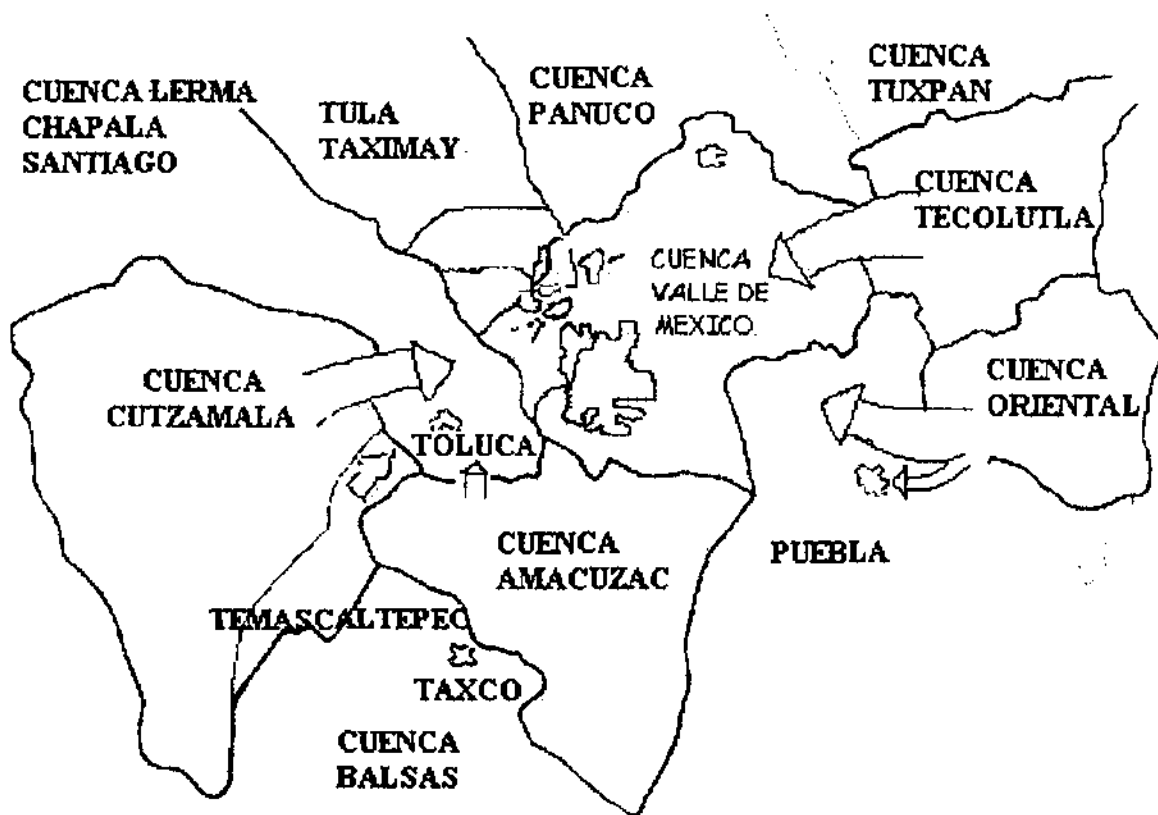 CUENCA LERMA
CHAPALA
SANTIAGO
TULA
TAXIMAY
CUENCA
PANUCO
CUENCA
TUXPAN
CUENCA
TECOLUTLA
CUENCA
VALLE DE
MEXICO.
CUENCA
CUTZAMALA
TOLUCA
CUENCA
ORIENTAL
CUENCA
AMACUZAC
PUEBLA
TEMASCALTEPEC
TAXCO
CUENCA
BALSAS